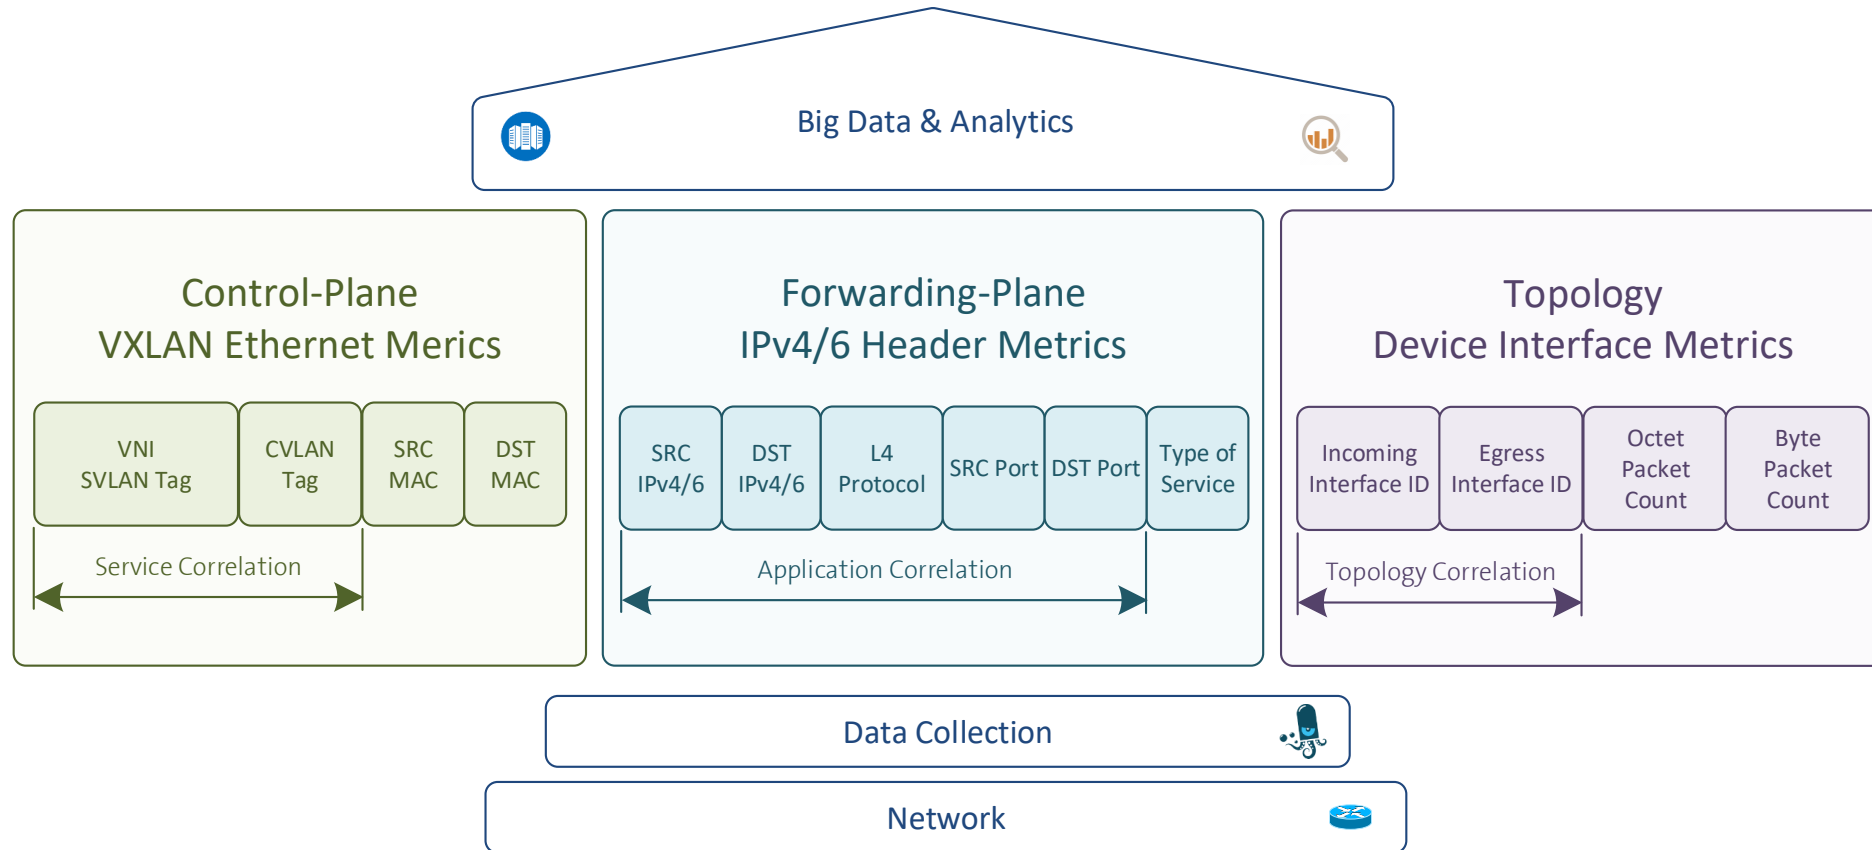 Big Data & Analytics
Control-Plane
VXLAN Ethernet Merics
VNI
SVLAN Tag
CVLAN
Tag
SRC
MAC
DST
MAC
Service Correlation
Forwarding-Plane
IPv4/6 Header Metrics
SRC
IPv4/6
DST
IPv4/6
L4
Protocol
SRC Port
DST Port
Type of
Service
Application Correlation
Topology
Device Interface Metrics
Incoming
Interface ID
Egress
Interface ID
Octet
Packet
Count
Byte
Packet
Count
Topology Correlation
Data Collection
Network